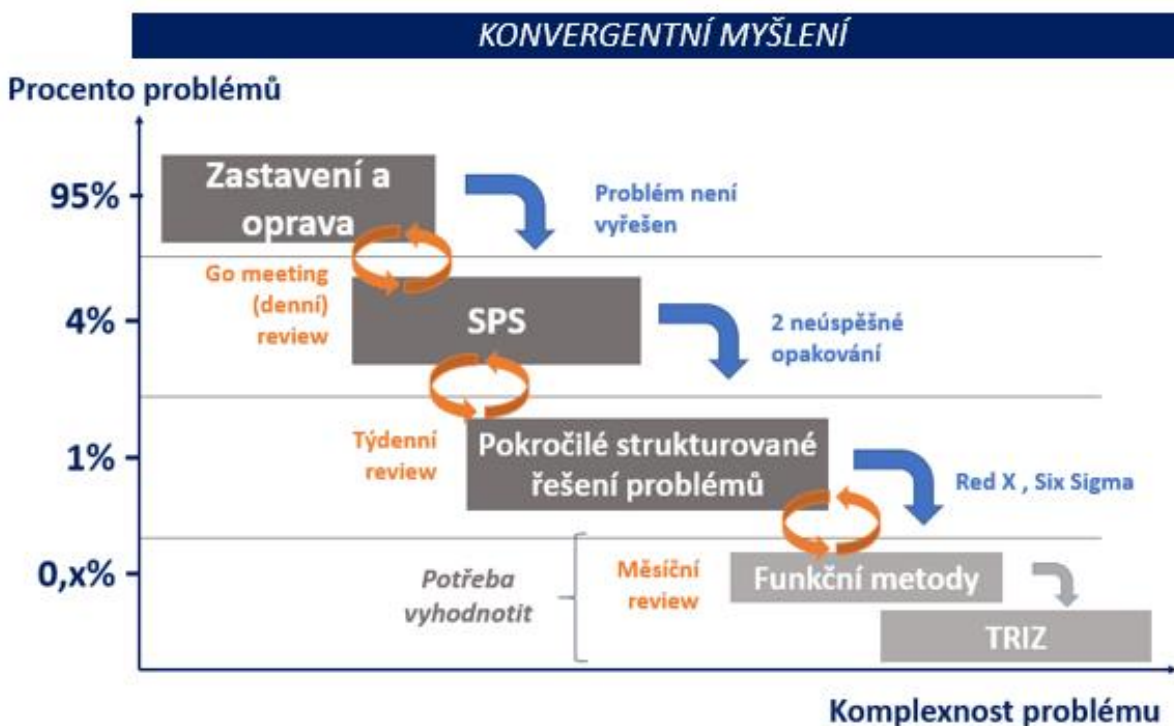 KONVERGENTNÍ MYŠLENÍ
Procento problémů
95%
Zastavení a
oprava
Problém není
vyřešen
Go meeting
(denní)
review
4%
SPS
2 neúspěšné
opakování
Týdenní
review
1%
Pokročilé strukturované
řešení problémů
Red X , Six Sigma
0,x%
Potřeba
vyhodnotit
Měsíční
review
Funkční metody
TRIZ
Komplexnost problému